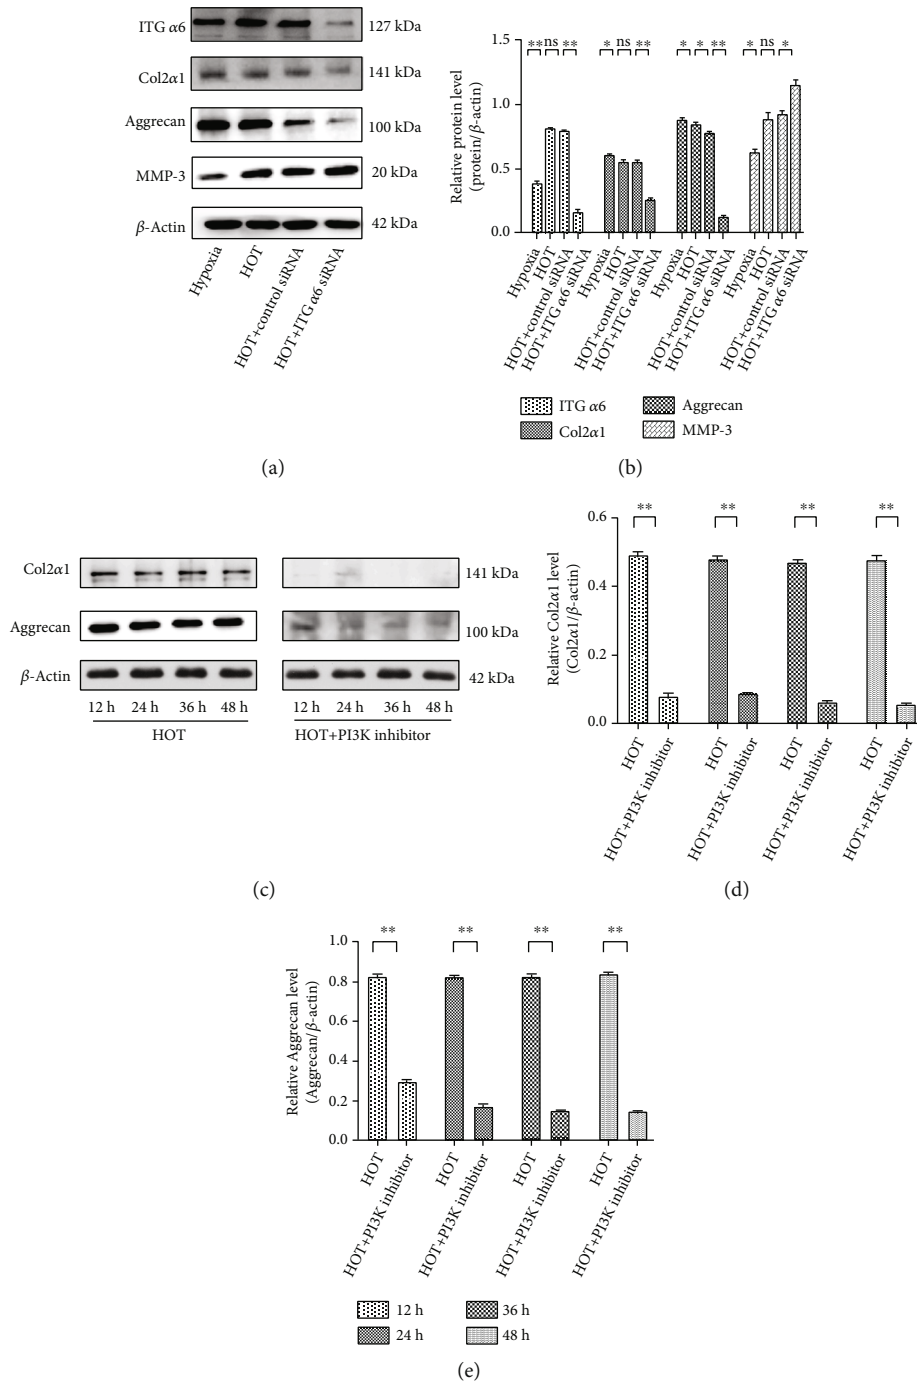 ITG α6
127 kDa
Col2α1
141 kDa
Aggrecan
100 kDa
MMP-3
20 kDa
β-Actin
42 kDa
Hypoxia
HOT
HOT+control siRNA
HOT+ITG α6 siRNA
(a)
Relative protein level
(protein/β-actin)
1.5
1.0
0.5
0.0
** ns **
* ns **
* * **
* ns *
Hypoxia
HOT
HOT+control siRNA
HOT+ITG α6 siRNA
Hypoxia
HOT
HOT+control siRNA
HOT+ITG α6 siRNA
Hypoxia
HOT
HOT+control siRNA
HOT+ITG α6 siRNA
Hypoxia
HOT
HOT+control siRNA
HOT+ITG α6 siRNA
ITG α6
Aggrecan
Col2α1
MMP-3
(b)
Col2α1
141 kDa
Aggrecan
100 kDa
β-Actin
42 kDa
12 h 24 h 36 h 48 h
12 h 24 h 36 h 48 h
HOT
HOT+PI3K inhibitor
(c)
Relative Col2α1 level
(Col2α1/β-actin)
0.6
0.4
0.2
0.0
** ** ** **
HOT
HOT+PI3K inhibitor
HOT
HOT+PI3K inhibitor
HOT
HOT+PI3K inhibitor
HOT
HOT+PI3K inhibitor
(d)
Relative Aggrecan level
(Aggrecan/β-actin)
1.0
0.8
0.6
0.4
0.2
0.0
** ** ** **
HOT
HOT+PI3K inhibitor
HOT
HOT+PI3K inhibitor
HOT
HOT+PI3K inhibitor
HOT
HOT+PI3K inhibitor
12 h
36 h
24 h
48 h
(e)